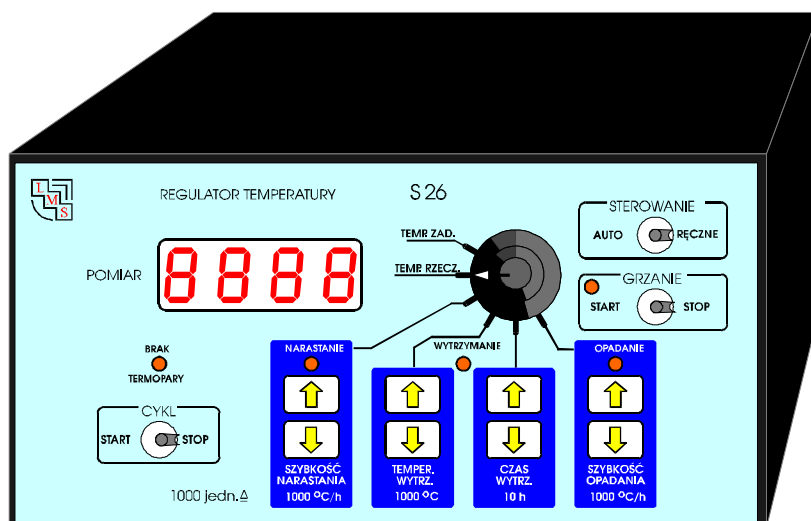 L
M
S
REGULATOR TEMPERATURY
S 26
STEROWANIE
AUTO
RĘCZNE
TEMP. ZAD.
TEMP. RZECZ.
POMIAR
8888
GRZANIE
START
STOP
BRAK
TERMOPARY
NARASTANIE
WYTRZYMANIE
OPADANIE
CYKL
START
STOP
SZYBKOŚĆ
NARASTANIA
1000 °C/h
TEMPER.
WYTRZ.
1000 °C
CZAS
WYTRZ.
10 h
SZYBKOŚĆ
OPADANIA
1000 °C/h
1000 jedn.≙